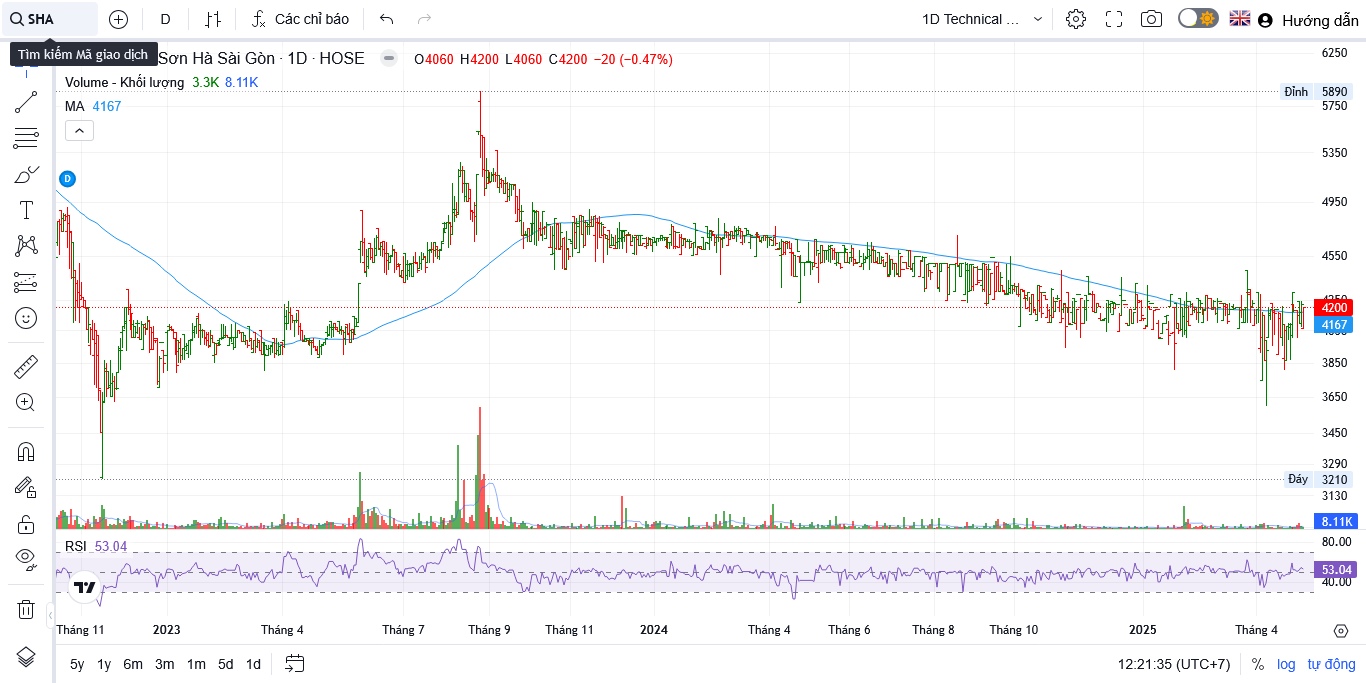 SHA
D
Các chỉ báo
1D Technical ...
Hướng dẫn
Tìm kiếm Mã giao dịch
Sơn Hà Sài Gòn · 1D · HOSE
O4060 H4200 L4060 C4200 −20 (−0.47%)
Volume - Khối lượng 3.3K 8.11K
MA 4167
D
6250
Đỉnh 5890
5750
5350
4950
4550
4200
4167
3850
3650
3450
3290
Đáy 3210
3130
8.11K
RSI 53.04
80.00
53.04
40.00
Tháng 11 2023 Tháng 4 Tháng 7 Tháng 9 Tháng 11 2024 Tháng 4 Tháng 6 Tháng 8 Tháng 10 2025 Tháng 4
5y 1y 6m 3m 1m 5d 1d
12:21:35 (UTC+7) % log tự động